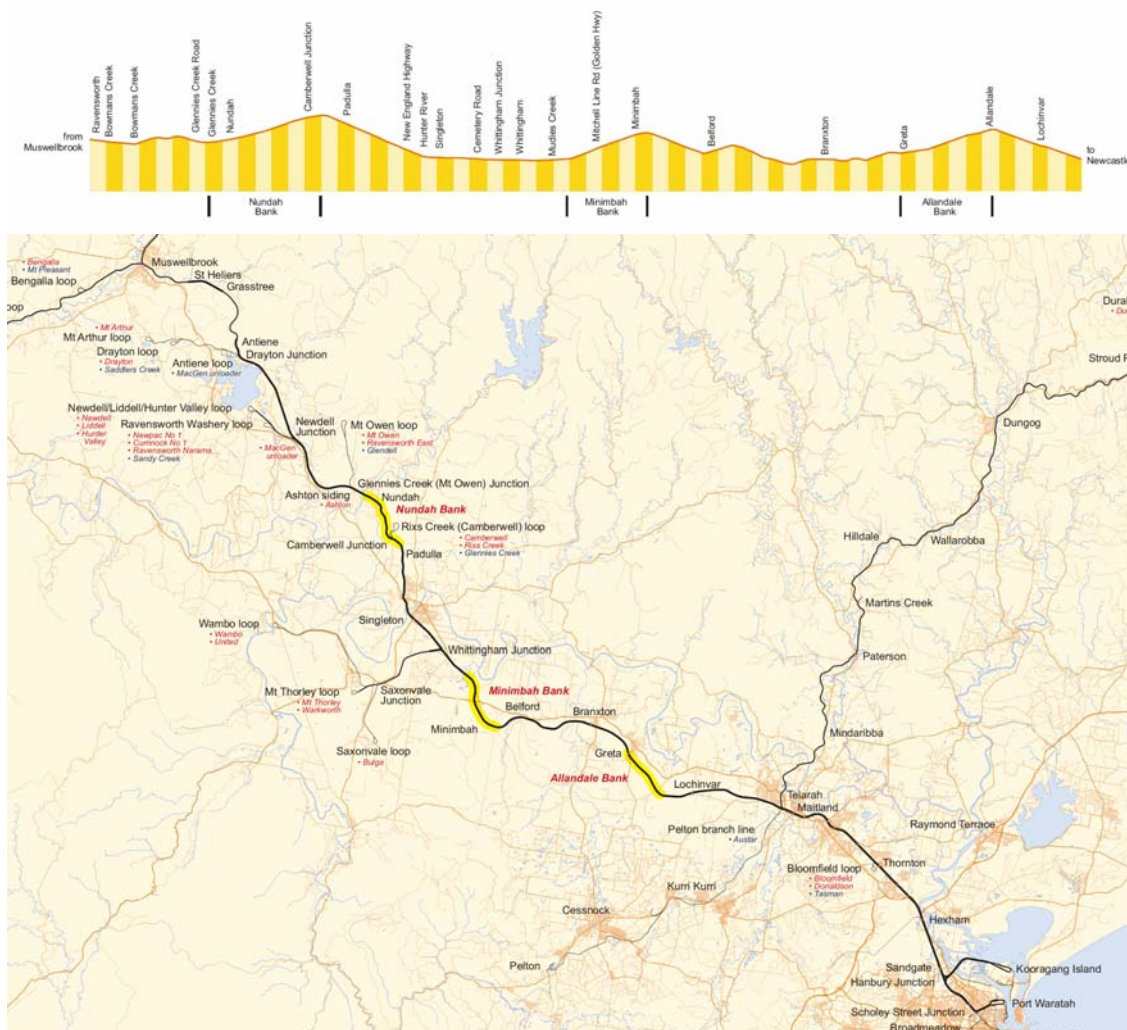 from
Muswellbrook
Ravensworth
Bowmans Creek
Bowmans Creek
Glennies Creek Road
Glennies Creek
Nundah
Camberwell Junction
Padulla
New England Highway
Hunter River
Singleton
Cemetery Road
Whittingham Junction
Whittingham
Mudies Creek
Mitchell Line Rd (Golden Hwy)
Minimbah
Belford
Branxton
Greta
Allandale
Lochinvar
to
Newcastle
Nundah
Bank
Minimbah
Bank
Allandale
Bank
• Bengalla
• Mt Pleasant
Bengalla loop
oop
Muswellbrook
St Heliers
Grasstree
• Mt Arthur
Mt Arthur loop
Drayton loop
• Drayton
• Saddlers Creek
Antiene
Drayton Junction
Antiene loop
• MacGen unloader
Newdell/Liddell/Hunter Valley loop
• Newdell
• Liddell
• Hunter
Valley
Ravensworth Washery loop
• Newpac No 1
• Cumnock No 1
• Ravensworth Narama
• Sandy Creek
Newdell
Junction
• MacGen
unloader
Mt Owen loop
• Mt Owen
• Ravensworth East
• Glendell
Glennies Creek (Mt Owen) Junction
Ashton siding
• Ashton
Nundah
Nundah Bank
Rixs Creek (Camberwell) loop
• Camberwell
• Rixs Creek
• Glennies Creek
Camberwell Junction
Padulla
Singleton
Wambo loop
• Wambo
• United
Whittingham Junction
Mt Thorley loop
• Mt Thorley
• Warkworth
Saxonvale
Junction
Saxonvale loop
• Bulga
Minimbah Bank
Minimbah
Belford
Branxton
Greta
Allandale Bank
Lochinvar
Dural
• Du
Stroud R
Dungog
Hilldale
Wallarobba
Martins Creek
Paterson
Mindaribba
Telarah
Maitland
Pelton branch line
• Austar
Raymond Terrace
Bloomfield loop
• Bloomfield
• Donaldson
• Tasman
Thornton
Kurri Kurri
Cessnock
Pelton
Hexham
Sandgate
Hanbury Junction
Kooragang Island
Port Waratah
Scholey Street Junction
Broadmeadow